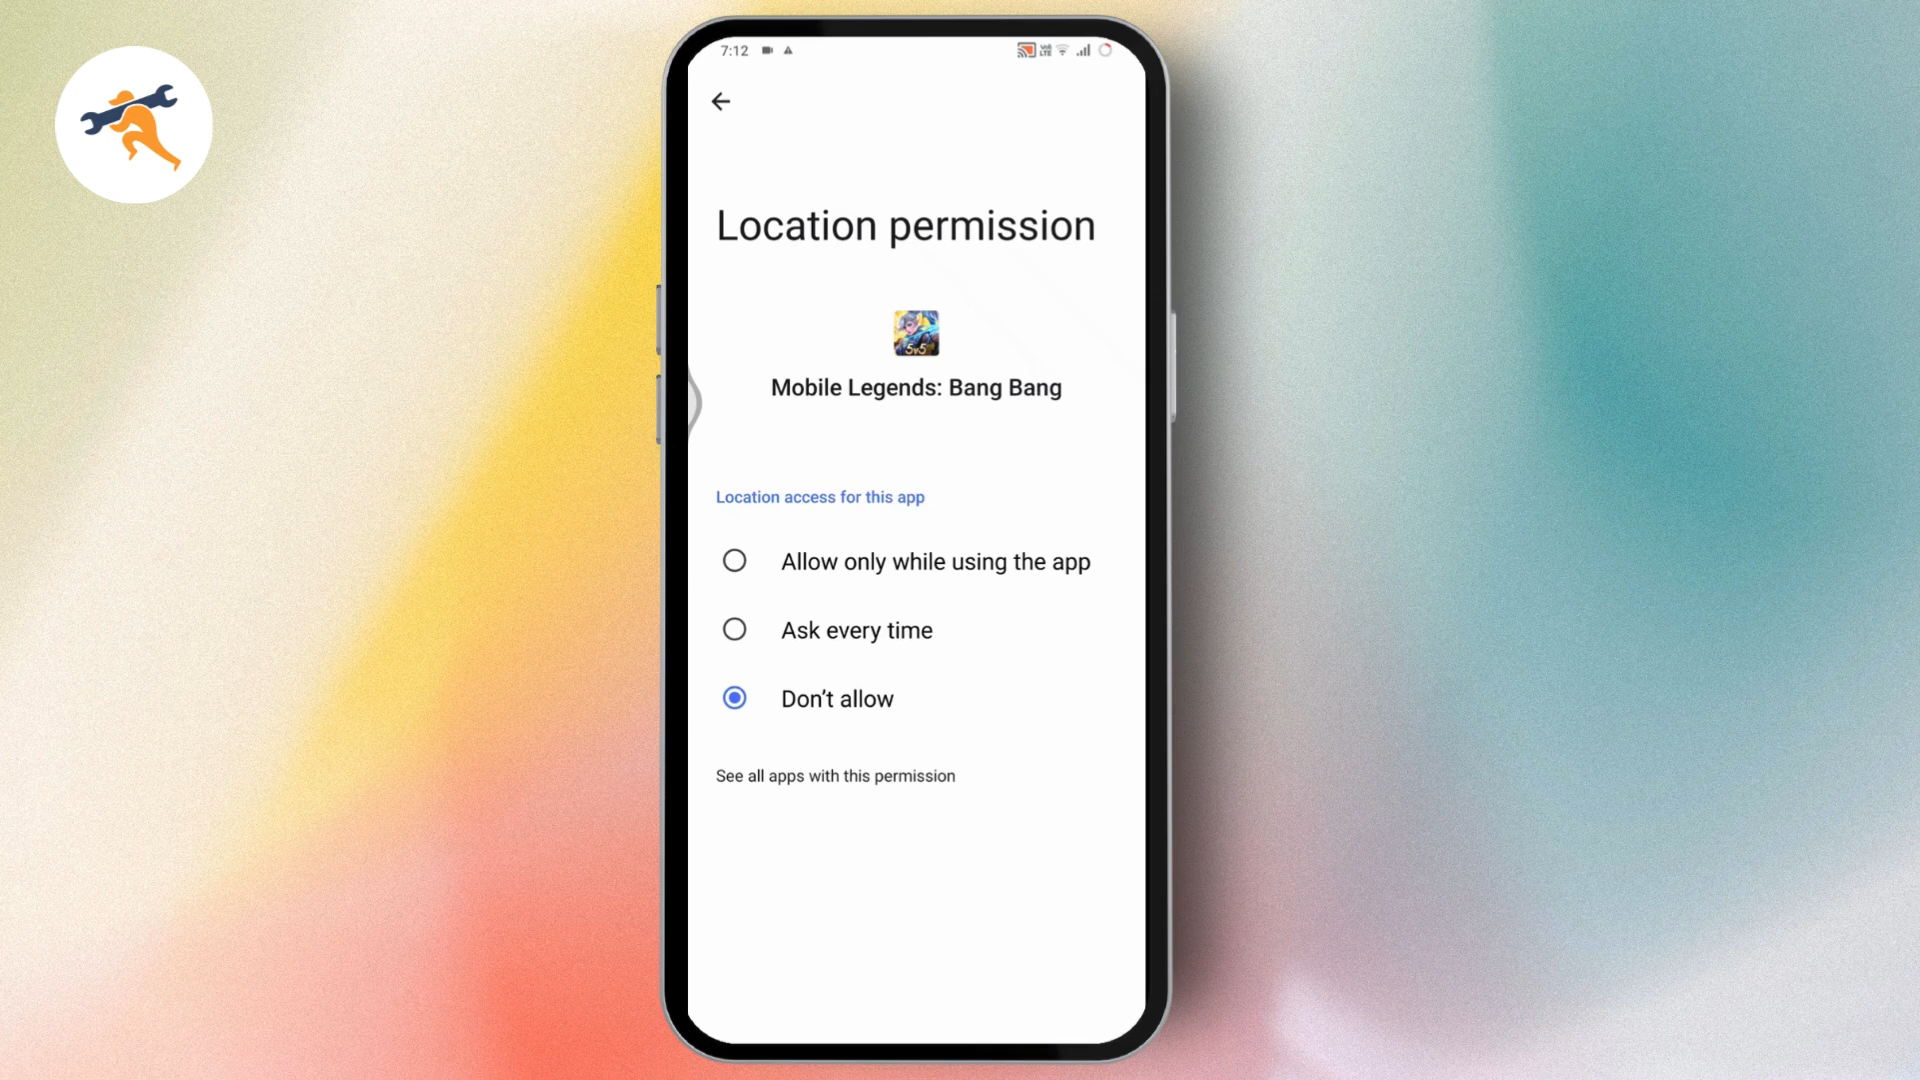 7:12
Location permission
5v5
Mobile Legends: Bang Bang
Location access for this app
Allow only while using the app
Ask every time
Don’t allow
See all apps with this permission